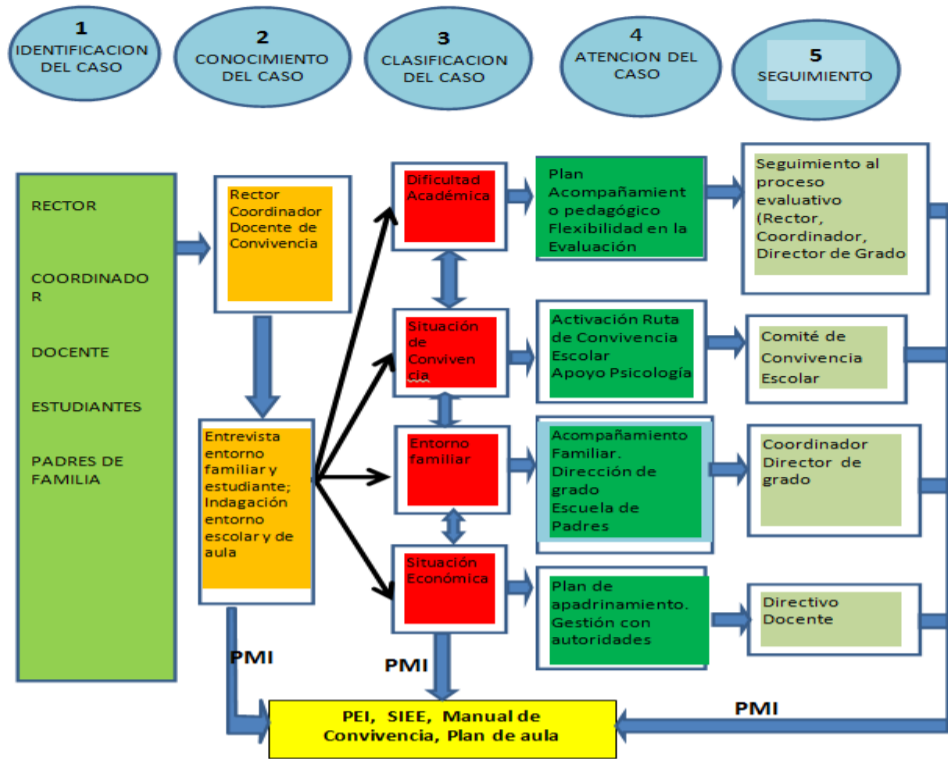 1
IDENTIFICACION
DEL CASO
2
CONOCIMIENTO
DEL CASO
3
CLASIFICACION
DEL CASO
4
ATENCION DEL
CASO
5
SEGUIMIENTO
RECTOR
COORDINADO
R
DOCENTE
ESTUDIANTES
PADRES DE
FAMILIA
Rector
Coordinador
Docente de
Convivencia
Entrevista
entorno
familiar y
estudiante;
Indagación
entorno
escolar y de
aula
Dificultad
Académica
Situación
de
Conviven
cia
Entorno
familiar
Situación
Económica
Plan
Acompañamient
o pedagógico
Flexibilidad en la
Evaluación
Activación Ruta
de Convivencia
Escolar
Apoyo Psicología
Acompañamiento
Familiar.
Dirección de
grado
Escuela de
Padres
Plan de
apadrinamiento.
Gestión con
autoridades
Seguimiento al
proceso
evaluativo
(Rector,
Coordinador,
Director de Grado
Comité de
Convivencia
Escolar
Coordinador
Director de
grado
Directivo
Docente
PMI
PMI
PMI
PEI, SIEE, Manual de
Convivencia, Plan de aula